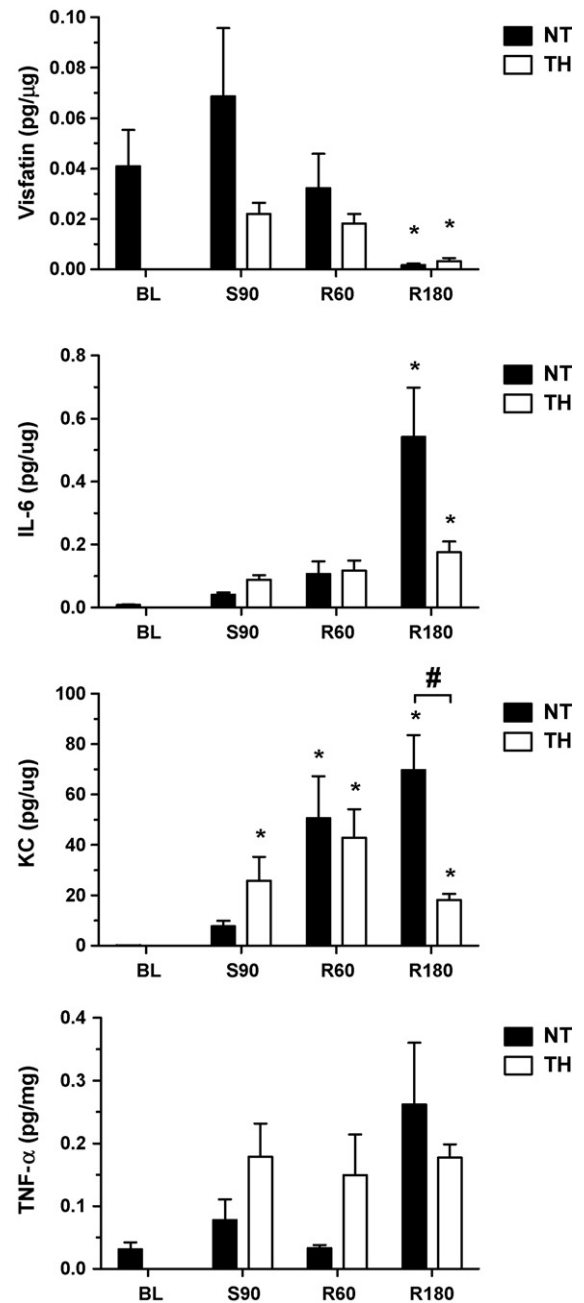 Visfatin (pg/μg)
0.10
0.08
0.06
0.04
0.02
0.00
BL S90 R60 R180
* *
NT
TH
IL-6 (pg/ug)
0.8
0.6
0.4
0.2
0.0
BL S90 R60 R180
*
*
NT
TH
KC (pg/ug)
100
80
60
40
20
0
BL S90 R60 R180
#
*
* *
*
*
NT
TH
TNF-α (pg/mg)
0.4
0.3
0.2
0.1
0.0
BL S90 R60 R180
NT
TH